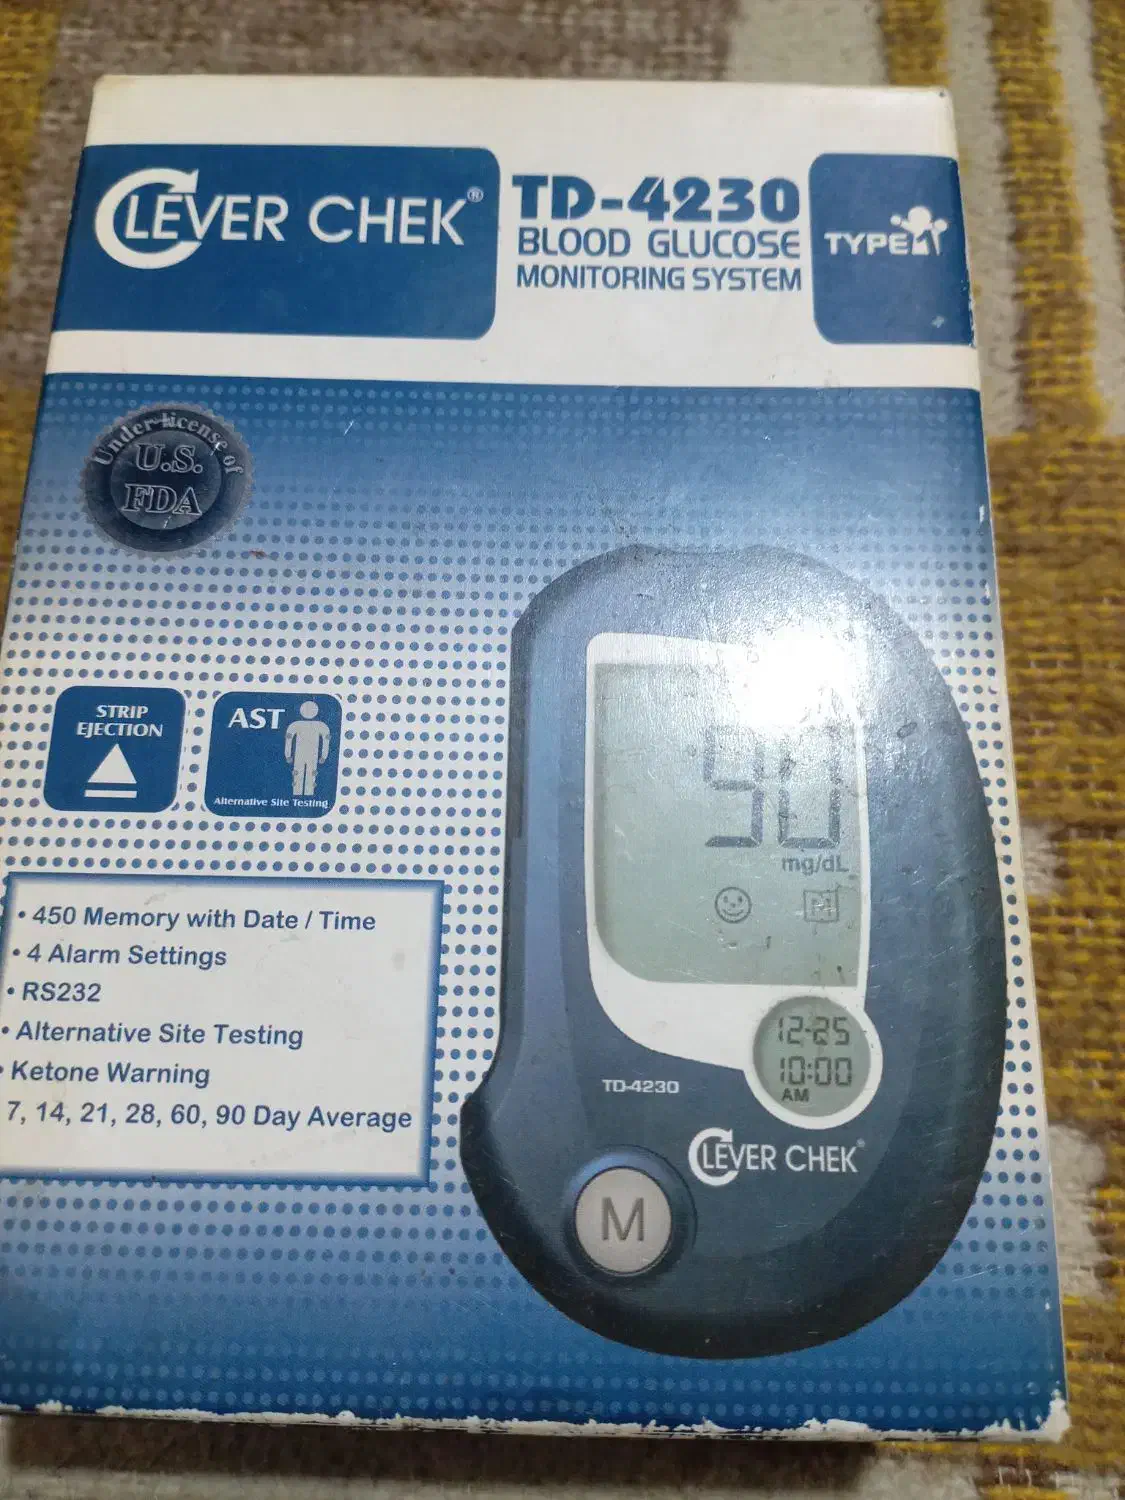 CLEVER CHEK®
TD-4230
BLOOD GLUCOSE
MONITORING SYSTEM
TYPE
Under license of
U.S.
FDA
STRIP
EJECTION
AST
Alternative Site Testing
• 450 Memory with Date / Time
• 4 Alarm Settings
• RS232
• Alternative Site Testing
• Ketone Warning
7, 14, 21, 28, 60, 90 Day Average
90
mg/dL
12-25
10:00
AM
TD-4230
CLEVER CHEK®
M